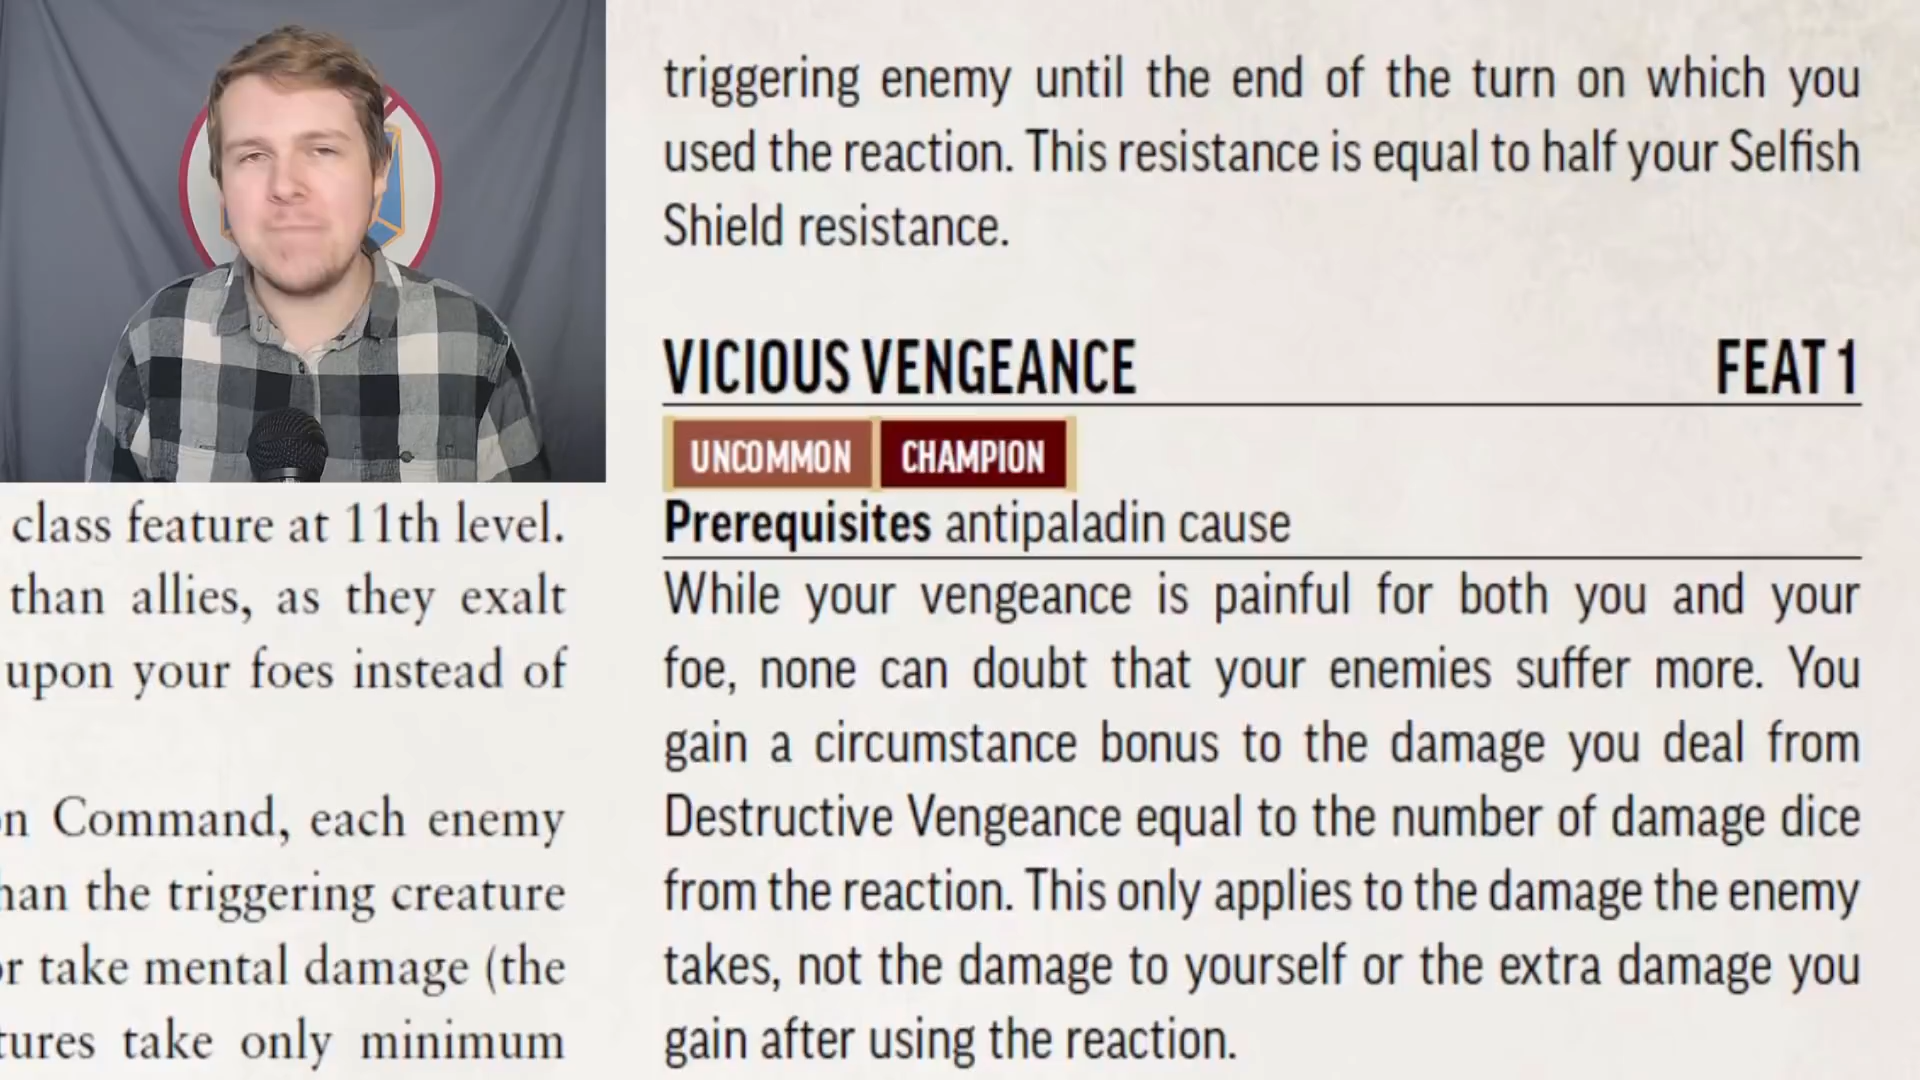 class feature at 11th level.
than allies, as they exalt
upon your foes instead of
Command, each enemy
the triggering creature
take mental damage (the
take only minimum
triggering enemy until the end of the turn on which you
used the reaction. This resistance is equal to half your Selfish
Shield resistance.
VICIOUS VENGEANCE FEAT 1
UNCOMMON CHAMPION
Prerequisites antipaladin cause
While your vengeance is painful for both you and your
foe, none can doubt that your enemies suffer more. You
gain a circumstance bonus to the damage you deal from
Destructive Vengeance equal to the number of damage dice
from the reaction. This only applies to the damage the enemy
takes, not the damage to yourself or the extra damage you
gain after using the reaction.